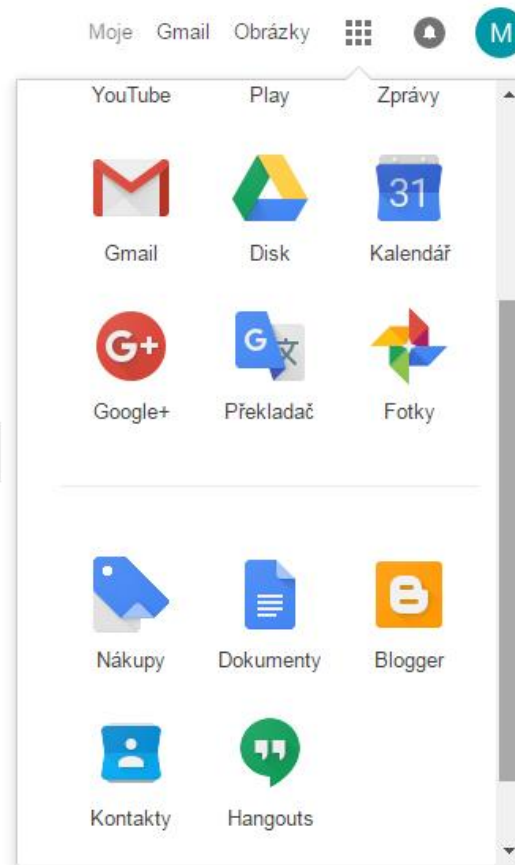 Moje Gmail Obrázky M
YouTube Play Zprávy
31
Gmail Disk Kalendář
G+ G 文
Google+ Překladač Fotky
Nákupy Dokumenty Blogger
Kontakty Hangouts